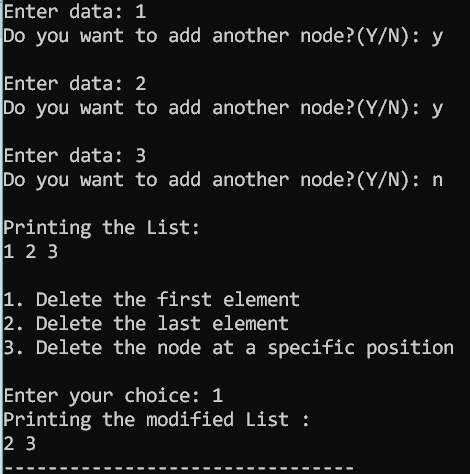 Enter data: 1
Do you want to add another node?(Y/N): y
Enter data: 2
Do you want to add another node?(Y/N): y
Enter data: 3
Do you want to add another node?(Y/N): n
Printing the List:
1 2 3
1. Delete the first element
2. Delete the last element
3. Delete the node at a specific position
Enter your choice: 1
Printing the modified List :
2 3
--------------------------------